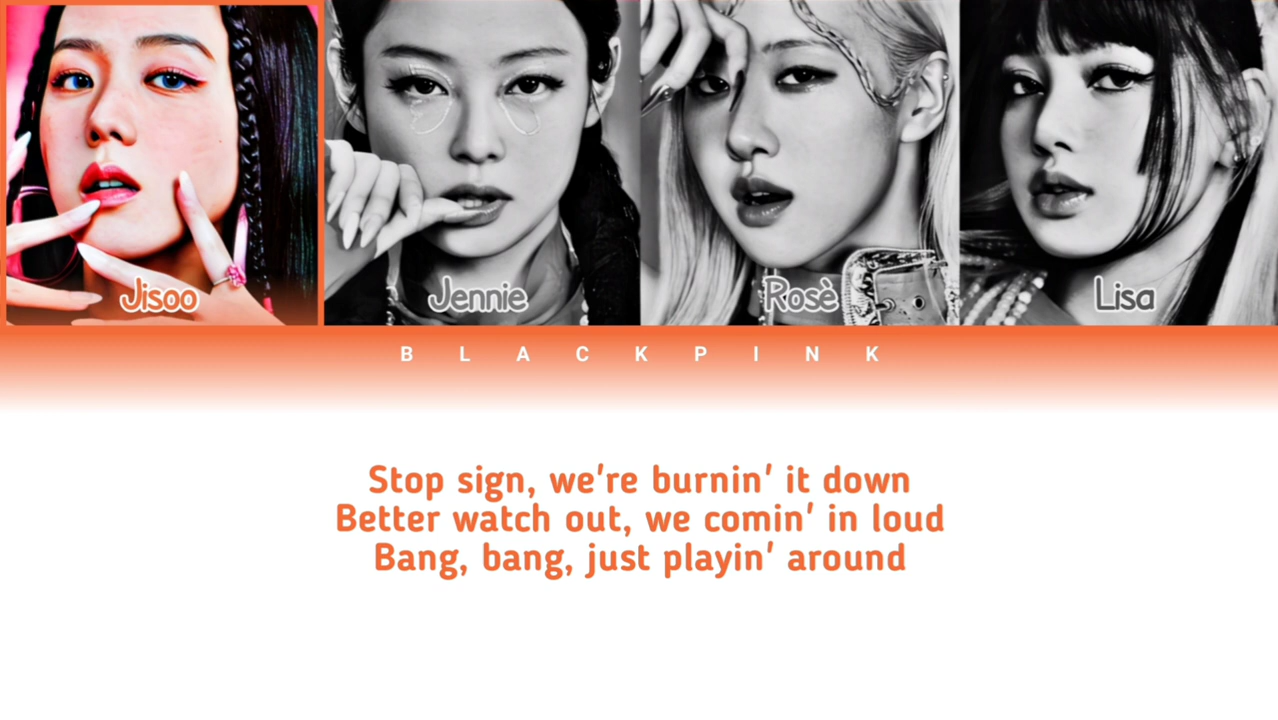 Jisoo
Jennie
Rosè
Lisa
BLACKPINK
Stop sign, we're burnin' it down
Better watch out, we comin' in loud
Bang, bang, just playin' around